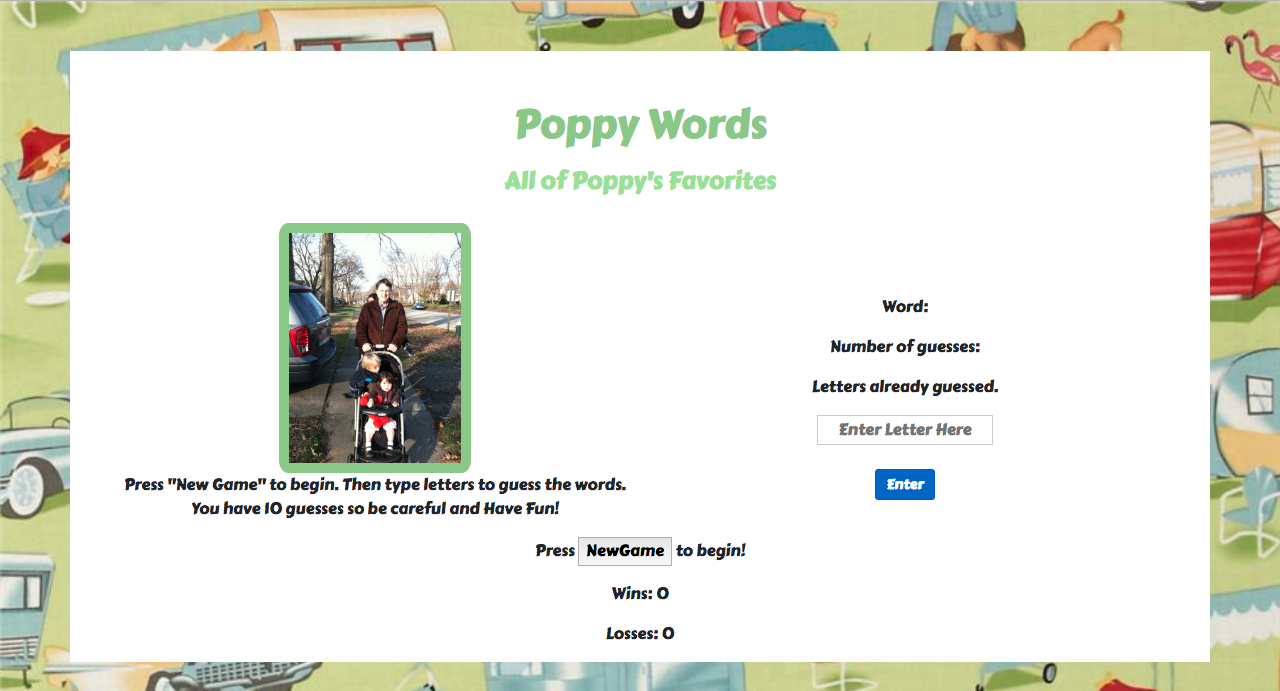 Poppy Words
All of Poppy's Favorites
Press "New Game" to begin. Then type letters to guess the words.
You have 10 guesses so be careful and Have Fun!
Word:
Number of guesses:
Letters already guessed.
Enter Letter Here
Enter
Press NewGame to begin!
Wins: 0
Losses: 0